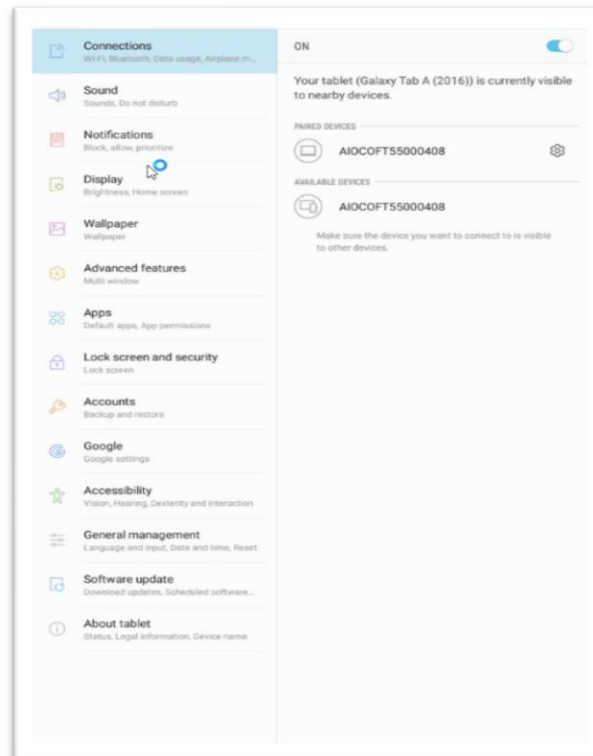 Connections
Wi-Fi, Bluetooth, Data usage, Airplane m...
Sound
Sounds, Do not disturb
Notifications
Block, allow, prioritize
Display
Brightness, Home screen
Wallpaper
Wallpaper
Advanced features
Multi window
Apps
Default apps, App permissions
Lock screen and security
Lock screen
Accounts
Backup and restore
Google
Google settings
Accessibility
Vision, Hearing, Dexterity and interaction
General management
Language and input, Date and time, Reset
Software update
Download updates, Scheduled software...
About tablet
Status, Legal information, Device name
ON
Your tablet (Galaxy Tab A (2016)) is currently visible
to nearby devices.
PAIRED DEVICES
AIOCOFT55000408
AVAILABLE DEVICES
AIOCOFT55000408
Make sure the device you want to connect to is visible
to other devices.